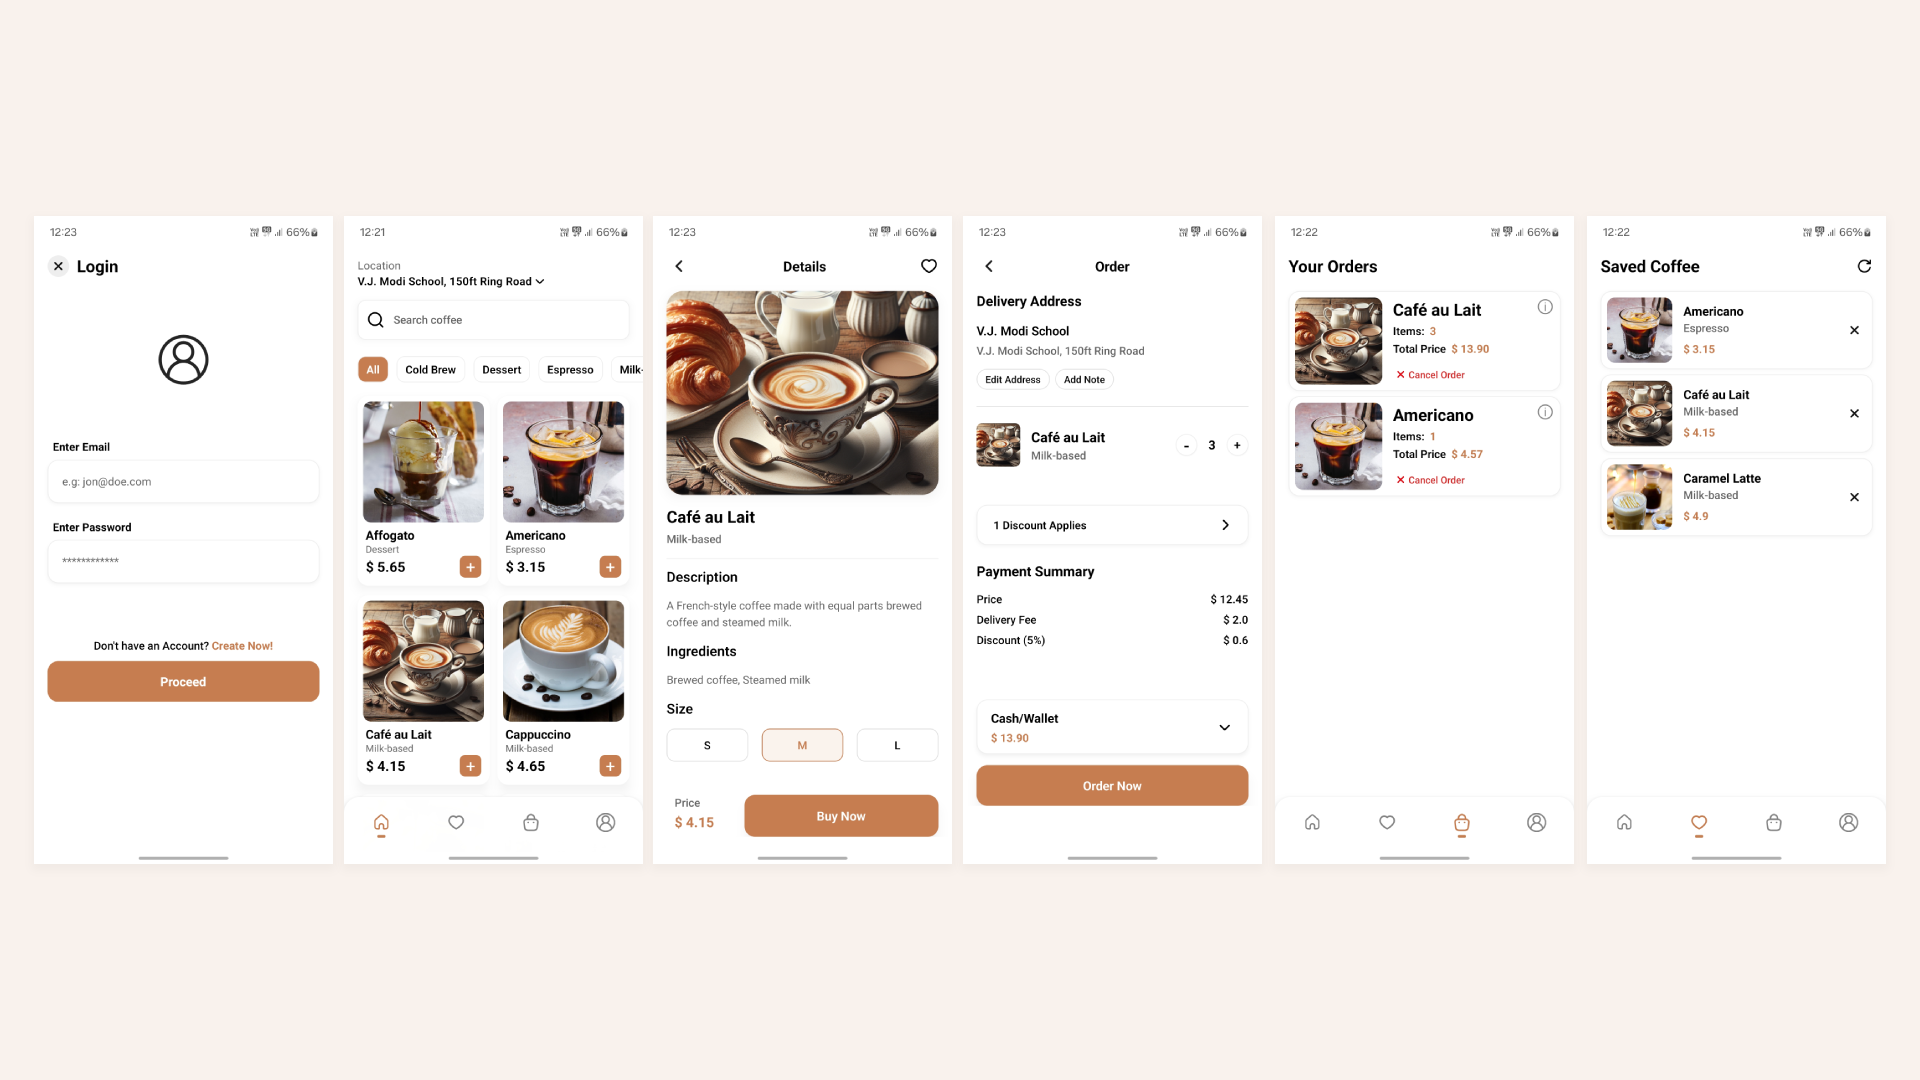 12:23
66%
Login
Enter Email
e.g: jon@doe.com
Enter Password
************
Don't have an Account? Create Now!
Proceed
12:21
66%
Location
V.J. Modi School, 150ft Ring Road
Search coffee
All
Cold Brew
Dessert
Espresso
Milk-
Affogato
Dessert
$ 5.65
+
Americano
Espresso
$ 3.15
+
Café au Lait
Milk-based
$ 4.15
+
Cappuccino
Milk-based
$ 4.65
+
12:23
66%
Details
Café au Lait
Milk-based
Description
A French-style coffee made with equal parts brewed
coffee and steamed milk.
Ingredients
Brewed coffee, Steamed milk
Size
S
M
L
Price
$ 4.15
Buy Now
12:23
66%
Order
Delivery Address
V.J. Modi School
V.J. Modi School, 150ft Ring Road
Edit Address
Add Note
Café au Lait
Milk-based
- 3 +
1 Discount Applies
Payment Summary
Price $ 12.45
Delivery Fee $ 2.0
Discount (5%) $ 0.6
Cash/Wallet
$ 13.90
Order Now
12:22
66%
Your Orders
Café au Lait
Items: 3
Total Price $ 13.90
Cancel Order
Americano
Items: 1
Total Price $ 4.57
Cancel Order
12:22
66%
Saved Coffee
Americano
Espresso
$ 3.15
Café au Lait
Milk-based
$ 4.15
Caramel Latte
Milk-based
$ 4.9